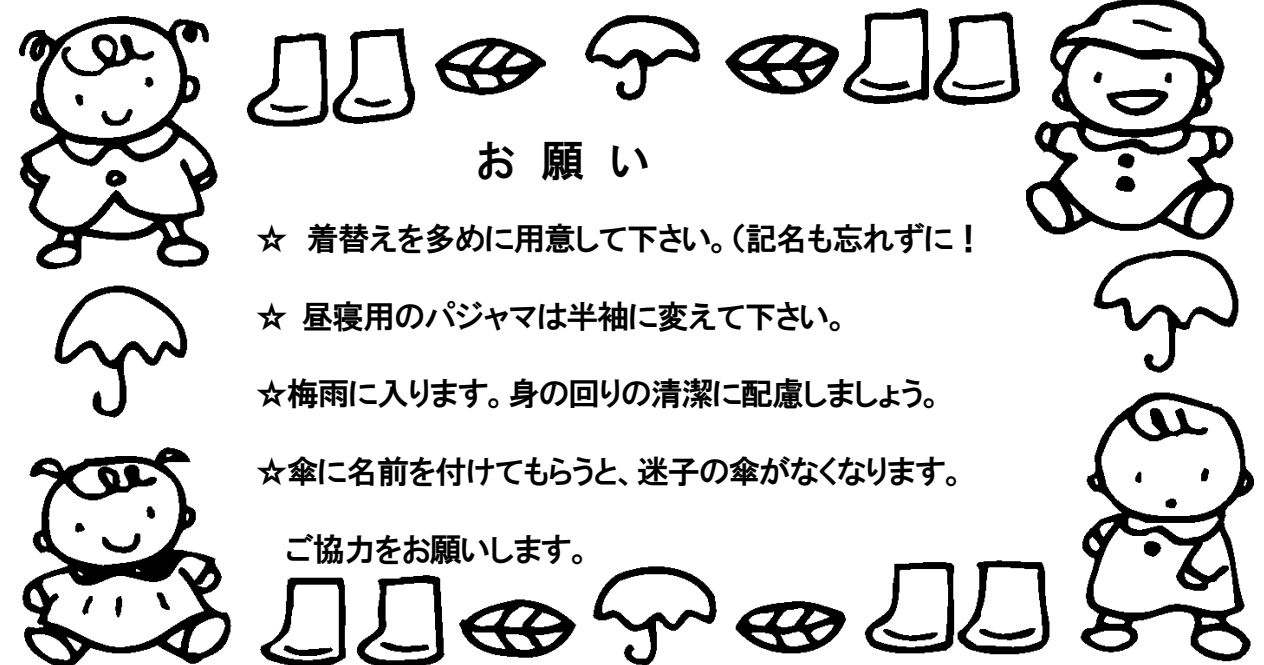 お 願 い
☆ 着替えを多めに用意して下さい。（記名も忘れずに！
☆ 昼寝用のパジャマは半袖に変えて下さい。
☆梅雨に入ります。身の回りの清潔に配慮しましょう。
☆傘に名前を付けてもらうと、迷子の傘がなくなります。
ご協力をお願いします。